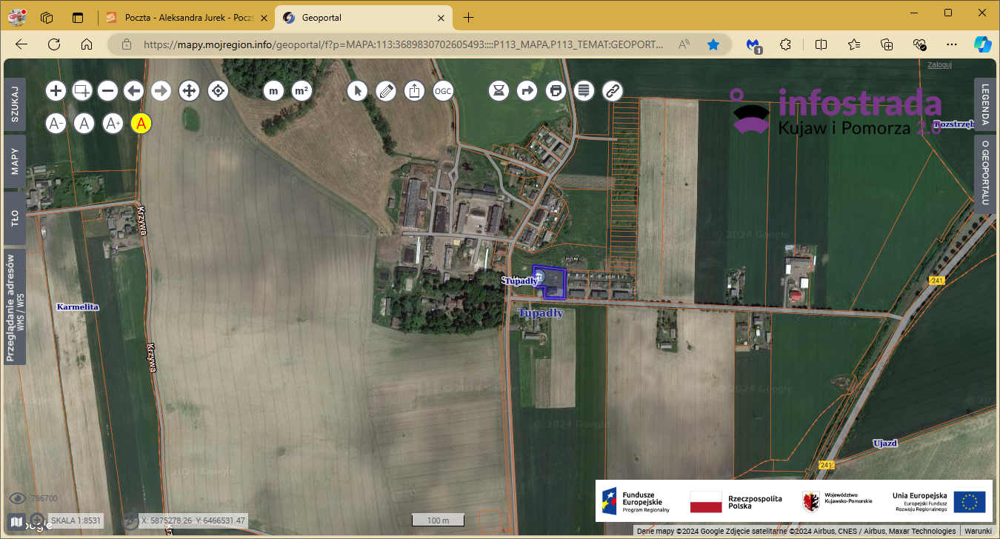 Poczta - Aleksandra Jurek - Poczt
Geoportal
https://mapy.mojregion.info/geoportal/f?p=MAPA:113:3689830702605493::::P113_MAPA.P113_TEMAT:GEOPORT...
1
Zaloguj
SZUKAJ
MAPY
TŁO
Przeglądanie adresów
WMS / WFS
m
m²
OGC
A-
A
A+
A
infostrada
Kujaw i Pomorza 2.0
LEGENDA
O GEOPORTALU
Rozstrzęb
Krzywa
Krzywa
Karmelita
Tupadły
Tupadły
241
241
Ujazd
© 2024 Google
© 2024 Google
© 2024 Google
© 2024 Google
© 2024 Google
© 2024 Google
796700
SKALA 1:8531
X: 5875278.26 Y: 6466531.47
100 m
Fundusze
Europejskie
Program Regionalny
Rzeczpospolita
Polska
Województwo
Kujawsko-Pomorskie
Unia Europejska
Europejski Fundusz
Rozwoju Regionalnego
Dane mapy ©2024 Google Zdjęcie satelitarne ©2024 Airbus, CNES / Airbus, Maxar Technologies
Warunki